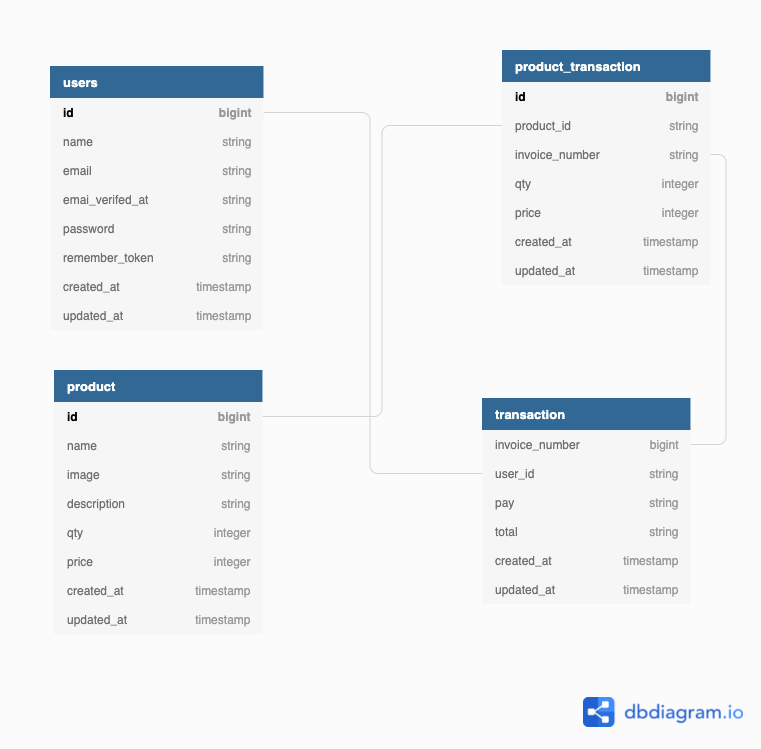 users
id bigint
name string
email string
emai_verifed_at string
password string
remember_token string
created_at timestamp
updated_at timestamp
product_transaction
id bigint
product_id string
invoice_number string
qty integer
price integer
created_at timestamp
updated_at timestamp
product
id bigint
name string
image string
description string
qty integer
price integer
created_at timestamp
updated_at timestamp
transaction
invoice_number bigint
user_id string
pay string
total string
created_at timestamp
updated_at timestamp
dbdiagram.io